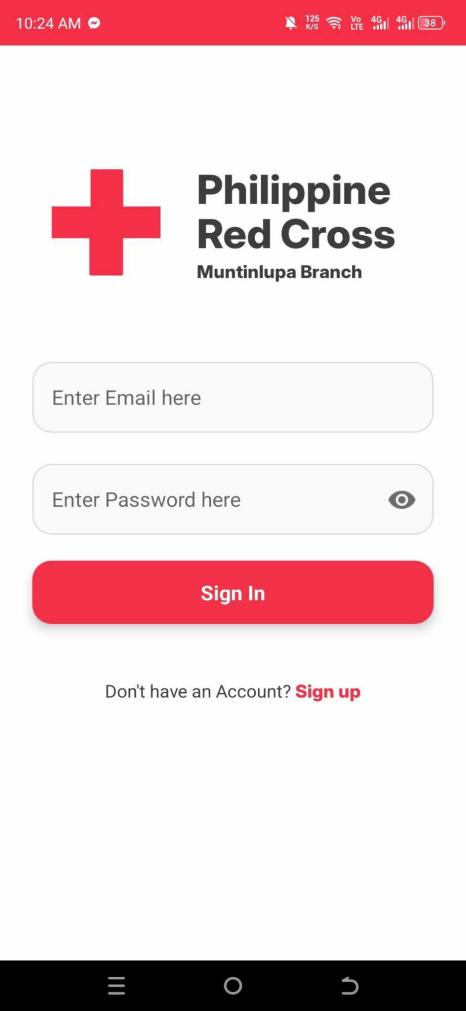 10:24 AM
125 K/S Vo LTE 4G 4G 38
Philippine
Red Cross
Muntinlupa Branch
Enter Email here
Enter Password here
Sign In
Don't have an Account? Sign up